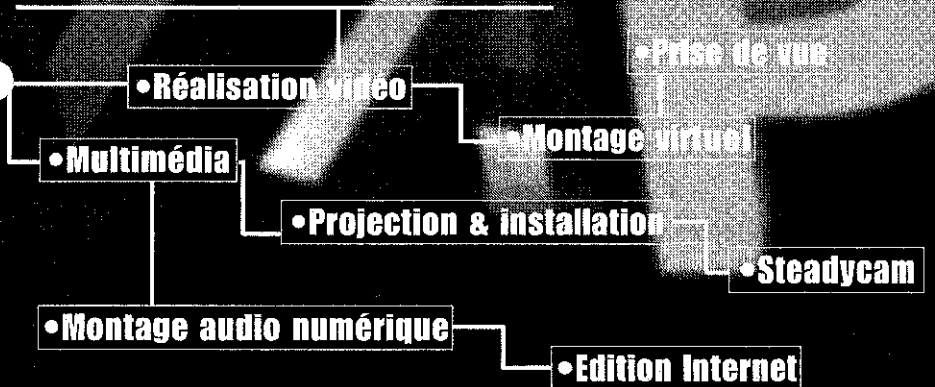 •Prise de vue
•Réalisation vidéo
•Montage virtuel
•Multimédia
•Projection & installation
•Steadycam
•Montage audio numérique
•Edition Internet